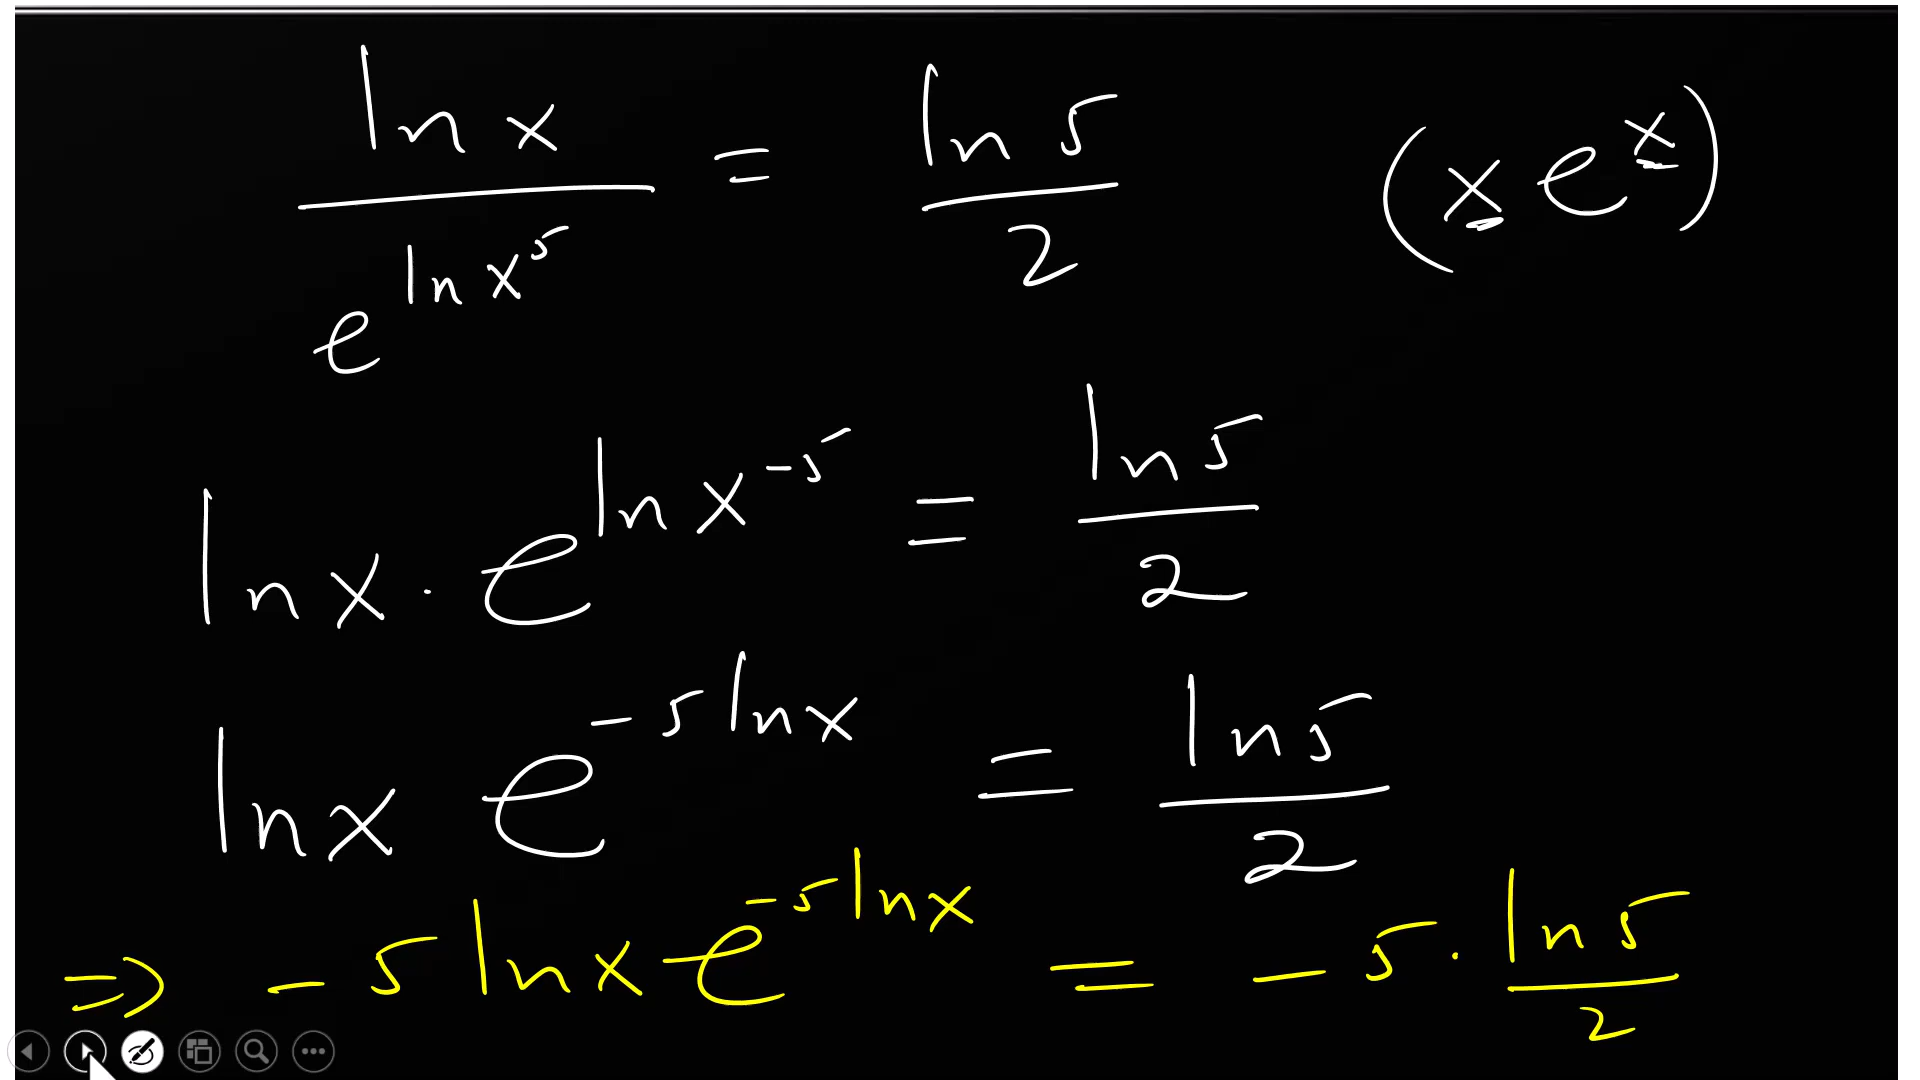 ln x / e^(ln x^5) = ln 5 / 2 (x e^x)
ln x · e^(ln x^-5) = ln 5 / 2
ln x e^(-5 ln x) = ln 5 / 2
⇒ -5 ln x e^(-5 ln x) = -5 · ln 5 / 2